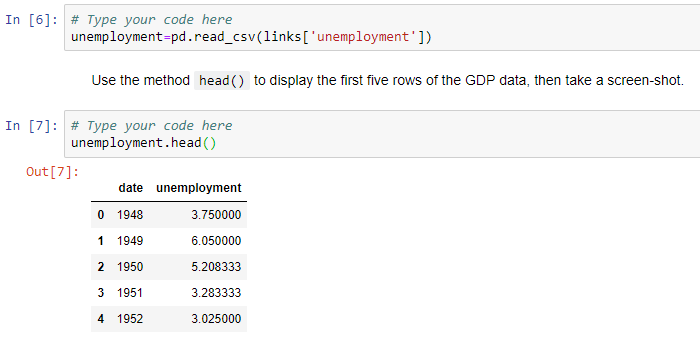 In [6]: # Type your code here
unemployment=pd.read_csv(links['unemployment'])
Use the method head() to display the first five rows of the GDP data, then take a screen-shot.
In [7]: # Type your code here
unemployment.head()
Out[7]:
date unemployment
0 1948 3.750000
1 1949 6.050000
2 1950 5.208333
3 1951 3.283333
4 1952 3.025000